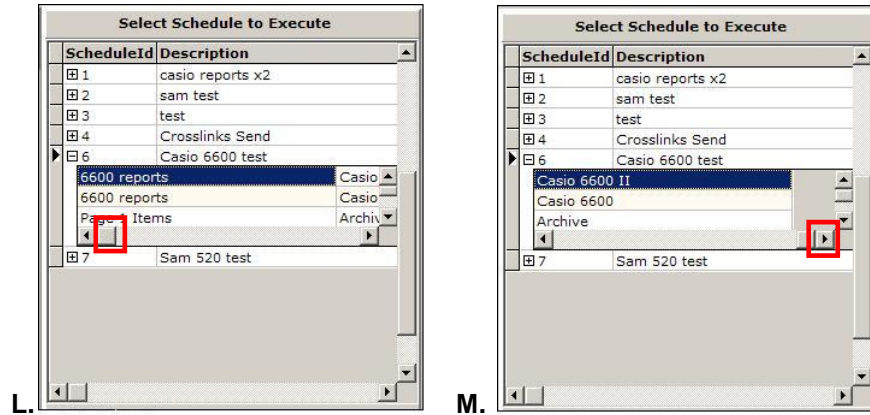 Select Schedule to Execute
ScheduleId Description
1 casio reports x2
2 sam test
3 test
4 Crosslinks Send
6 Casio 6600 test
6600 reports Casio
6600 reports Casio
Page 1 Items Archiv
7 Sam 520 test
L.
Select Schedule to Execute
ScheduleId Description
1 casio reports x2
2 sam test
3 test
4 Crosslinks Send
6 Casio 6600 test
Casio 6600 II
Casio 6600
Archive
7 Sam 520 test
M.